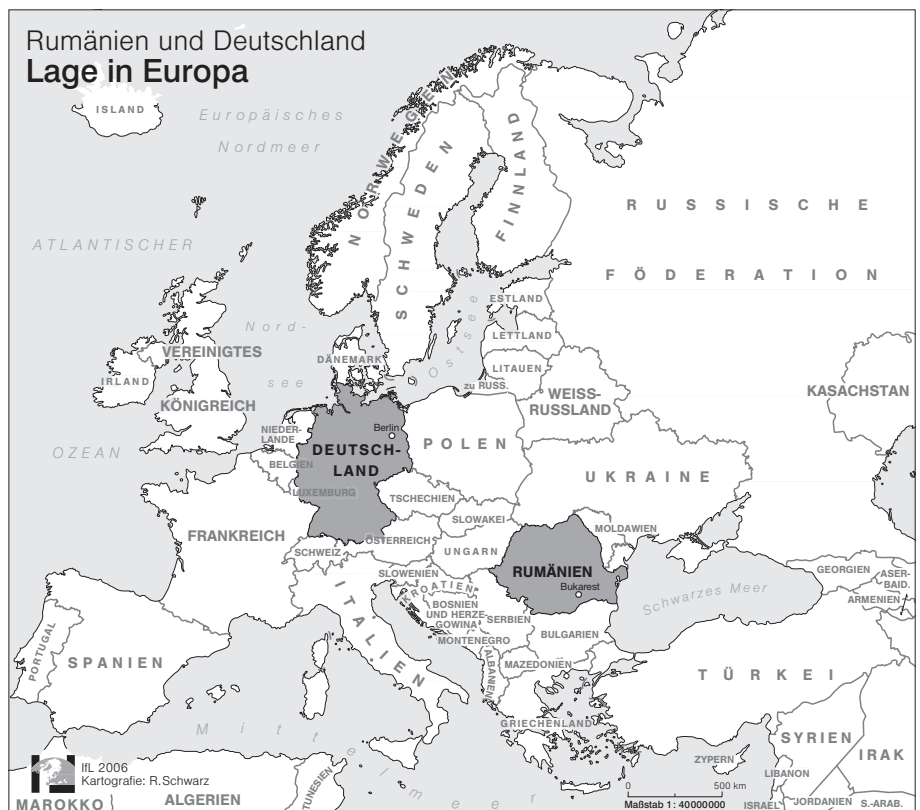 Rumänien und Deutschland
Lage in Europa
ISLAND
Europäisches
Nordmeer
NORWEGEN
SCHWEDEN
FINNLAND
RUSSISCHE
FÖDERATION
ATLANTISCHER
OZEAN
Nord-
see
Ostsee
ESTLAND
LETTLAND
LITAUEN
zu RUSS.
DÄNEMARK
VEREINIGTES
KÖNIGREICH
IRLAND
WEISS-
RUSSLAND
KASACHSTAN
NIEDER-
LANDE
BELGIEN
LUXEMBURG
Berlin
DEUTSCH-
LAND
POLEN
UKRAINE
TSCHECHIEN
SLOWAKEI
MOLDAWIEN
FRANKREICH
SCHWEIZ
ÖSTERREICH
UNGARN
RUMÄNIEN
Bukarest
Schwarzes Meer
GEORGIEN
ASER-
BAID.
ARMENIEN
SLOWENIEN
KROATIEN
BOSNIEN
UND HERZE-
GOWINA
SERBIEN
MONTENEGRO
BULGARIEN
ALBANIEN
MAZEDONIEN
ITALIEN
PORTUGAL
SPANIEN
GRIECHENLAND
TÜRKEI
SYRIEN
IRAK
ZYPERN
LIBANON
ISRAEL
JORDANIEN
S.-ARAB.
Mittel
meer
MAROKKO
ALGERIEN
TUNESIEN
IfL 2006
Kartografie: R.Schwarz
0 500 km
Maßstab 1: 40000000